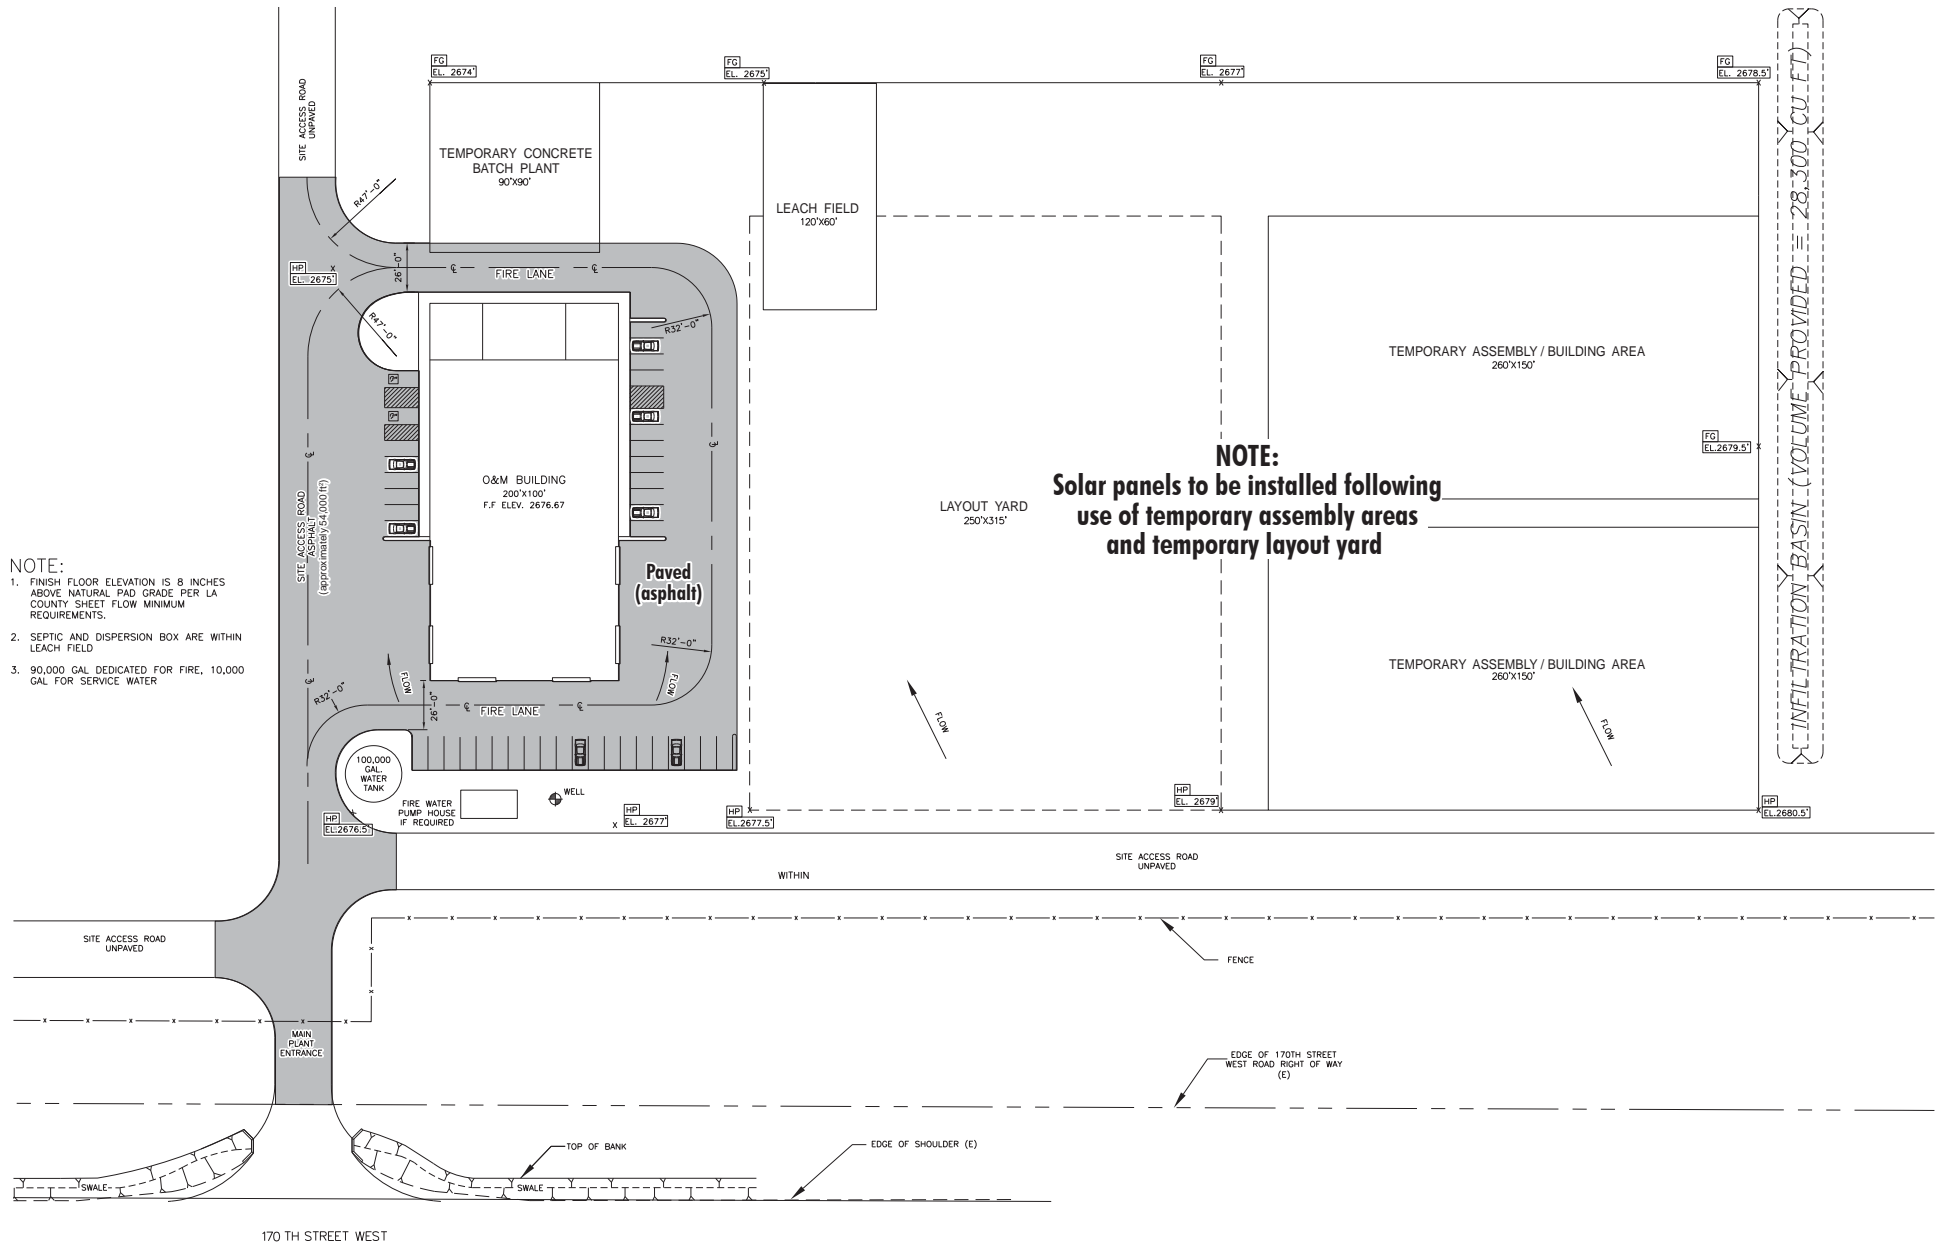 FG
EL. 2674'
FG
EL. 2675'
FG
EL. 2677'
FG
EL. 2678.5'
SITE ACCESS ROAD
UNPAVED
TEMPORARY CONCRETE
BATCH PLANT
90'X90'
LEACH FIELD
120'X60'
R47'-0"
HP
EL. 2675'
26'-0"
℄
FIRE LANE
℄
R47'-0"
R32'-0"
TEMPORARY ASSEMBLY / BUILDING AREA
260'X150'
INFILTRATION BASIN (VOLUME PROVIDED = 28,300 CU FT)
℄
℄
FG
EL.2679.5'
O&M BUILDING
200'X100'
F.F ELEV. 2676.67
LAYOUT YARD
250'X315'
NOTE:
Solar panels to be installed following
use of temporary assembly areas
and temporary layout yard
SITE ACCESS ROAD
ASPHALT
(approximately 54,000 ft²)
Paved
(asphalt)
NOTE:
1. FINISH FLOOR ELEVATION IS 8 INCHES
ABOVE NATURAL PAD GRADE PER LA
COUNTY SHEET FLOW MINIMUM
REQUIREMENTS.
2. SEPTIC AND DISPERSION BOX ARE WITHIN
LEACH FIELD
3. 90,000 GAL DEDICATED FOR FIRE, 10,000
GAL FOR SERVICE WATER
R32'-0"
℄
R32'-0"
FLOW
FLOW
26'-0"
℄
FIRE LANE
℄
TEMPORARY ASSEMBLY / BUILDING AREA
260'X150'
FLOW
FLOW
100,000
GAL.
WATER
TANK
FIRE WATER
PUMP HOUSE
IF REQUIRED
WELL
HP
EL.2676.5'
HP
EL. 2677'
HP
EL.2677.5'
HP
EL. 2679'
HP
EL.2680.5'
SITE ACCESS ROAD
UNPAVED
WITHIN
SITE ACCESS ROAD
UNPAVED
FENCE
MAIN
PLANT
ENTRANCE
EDGE OF 170TH STREET
WEST ROAD RIGHT OF WAY
(E)
TOP OF BANK
EDGE OF SHOULDER (E)
SWALE
SWALE
170 TH STREET WEST